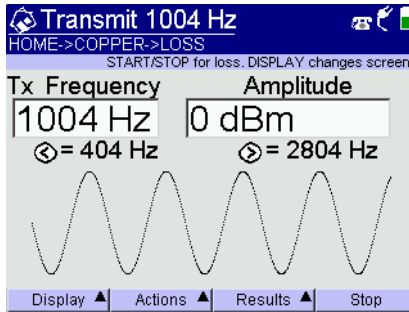 Transmit 1004 Hz
HOME->COPPER->LOSS
START/STOP for loss. DISPLAY changes screen
Tx Frequency Amplitude
1004 Hz 0 dBm
= 404 Hz = 2804 Hz
Display Actions Results Stop